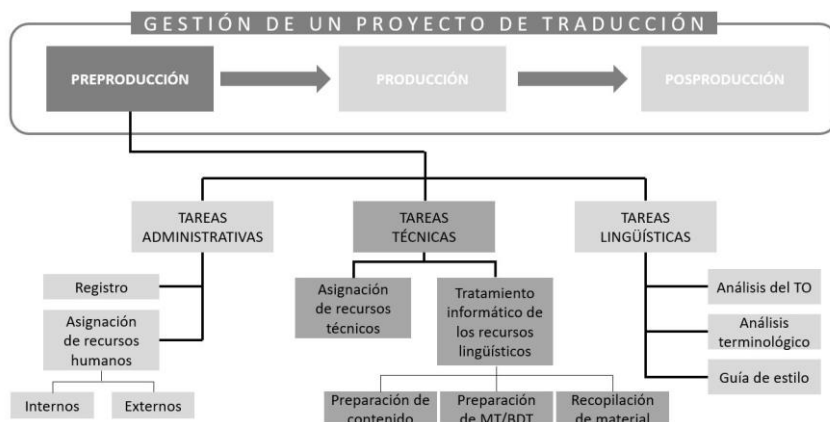 GESTIÓN DE UN PROYECTO DE TRADUCCIÓN
PREPRODUCCIÓN
PRODUCCIÓN
POSPRODUCCIÓN
TAREAS
ADMINISTRATIVAS
TAREAS
TÉCNICAS
TAREAS
LINGÜÍSTICAS
Registro
Asignación
de recursos
humanos
Internos
Externos
Asignación
de recursos
técnicos
Tratamiento
informático de
los recursos
lingüísticos
Preparación de
contenido
Preparación
de MT/BDT
Recopilación
de material
Análisis del TO
Análisis
terminológico
Guía de estilo